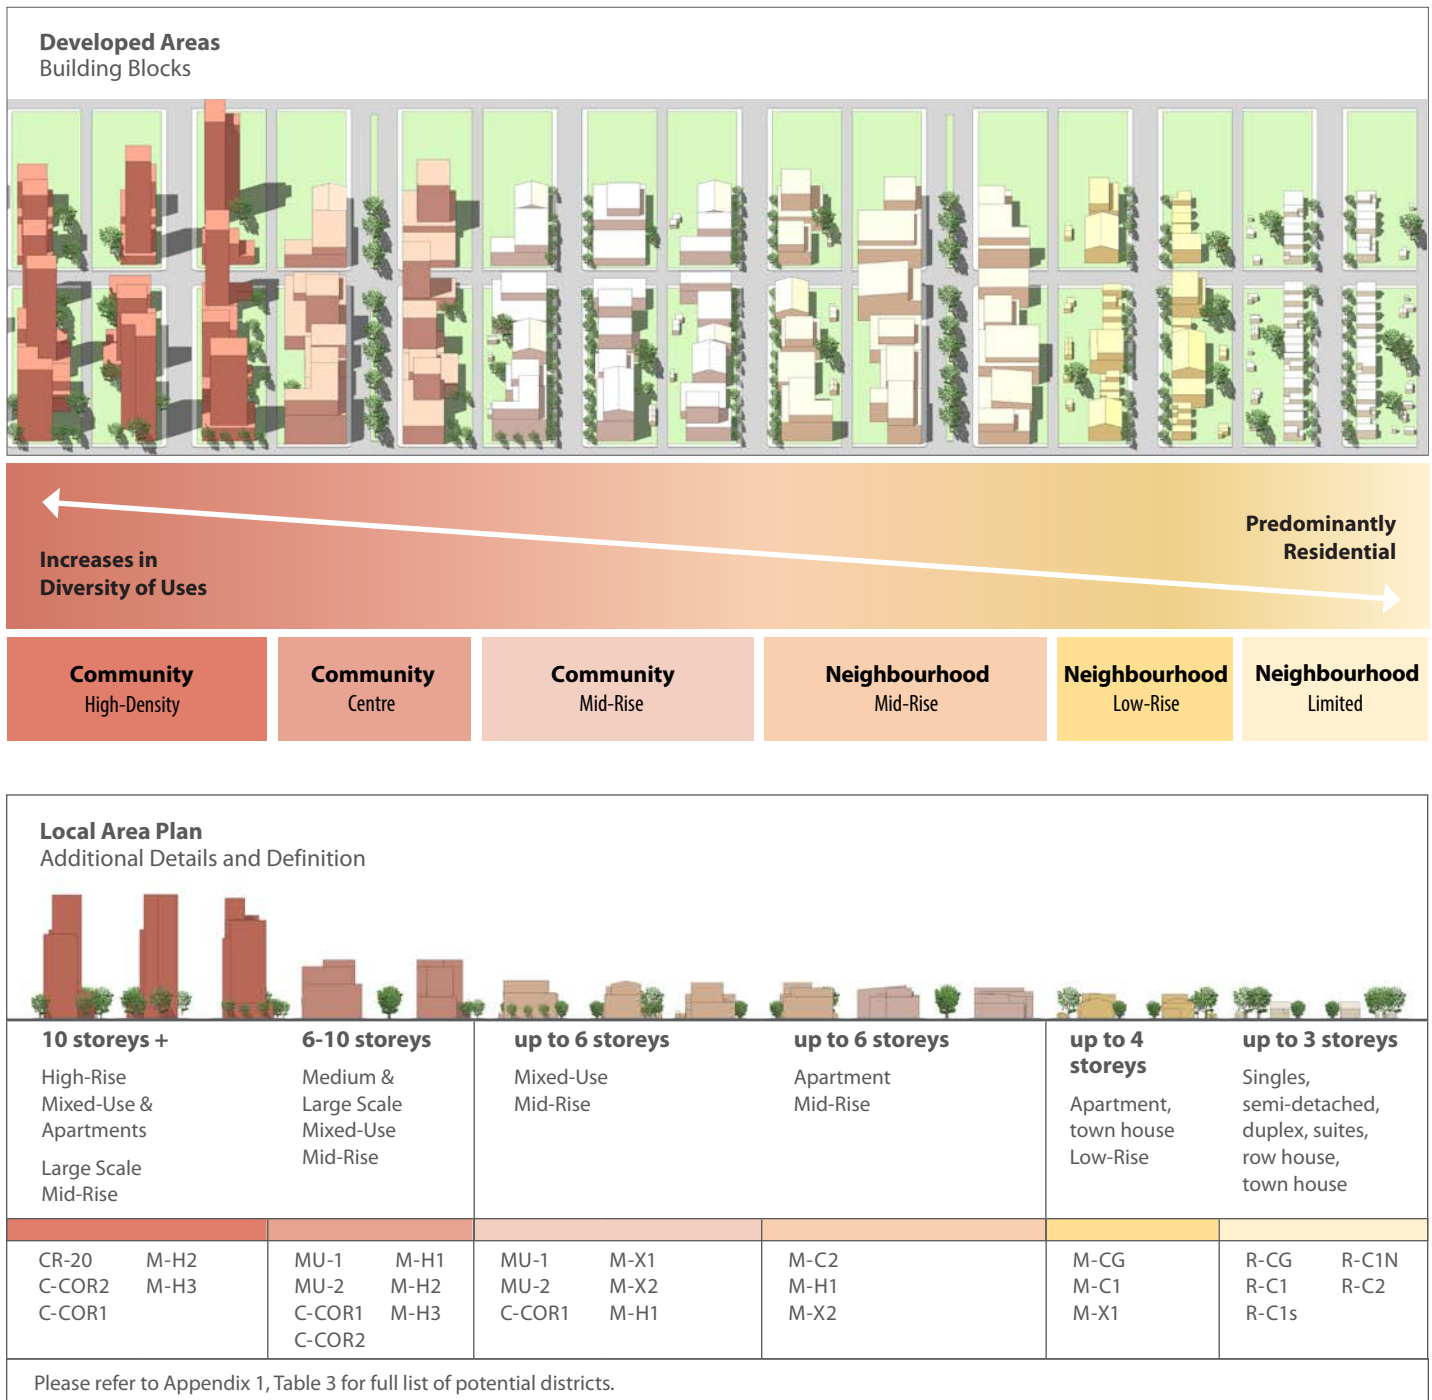 Developed Areas
Building Blocks
Increases in
Diversity of Uses
Predominantly
Residential
Community
High-Density
Community
Centre
Community
Mid-Rise
Neighbourhood
Mid-Rise
Neighbourhood
Low-Rise
Neighbourhood
Limited
Local Area Plan
Additional Details and Definition
10 storeys +
High-Rise
Mixed-Use &
Apartments
Large Scale
Mid-Rise
6-10 storeys
Medium &
Large Scale
Mixed-Use
Mid-Rise
up to 6 storeys
Mixed-Use
Mid-Rise
up to 6 storeys
Apartment
Mid-Rise
up to 4
storeys
Apartment,
town house
Low-Rise
up to 3 storeys
Singles,
semi-detached,
duplex, suites,
row house,
town house
CR-20 M-H2
C-COR2 M-H3
C-COR1
MU-1 M-H1
MU-2 M-H2
C-COR1 M-H3
C-COR2
MU-1 M-X1
MU-2 M-X2
C-COR1 M-H1
M-C2
M-H1
M-X2
M-CG
M-C1
M-X1
R-CG R-C1N
R-C1 R-C2
R-C1s
Please refer to Appendix 1, Table 3 for full list of potential districts.